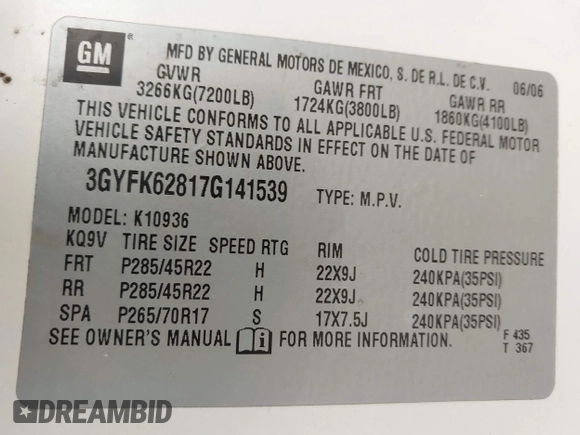 GM
MFD BY GENERAL MOTORS DE MEXICO, S. DE R.L. DE C.V. 06/06
GVWR GAWR FRT GAWR RR
3266KG(7200LB) 1724KG(3800LB) 1860KG(4100LB)
THIS VEHICLE CONFORMS TO ALL APPLICABLE U.S. FEDERAL MOTOR
VEHICLE SAFETY STANDARDS IN EFFECT ON THE DATE OF
MANUFACTURE SHOWN ABOVE.
3GYFK62817G141539 TYPE: M.P.V.
MODEL: K10936
KQ9V TIRE SIZE SPEED RTG RIM COLD TIRE PRESSURE
FRT P285/45R22 H 22X9J 240KPA(35PSI)
RR P285/45R22 H 22X9J 240KPA(35PSI)
SPA P265/70R17 S 17X7.5J 240KPA(35PSI)
SEE OWNER'S MANUAL FOR MORE INFORMATION. F 435
T 367
DREAMBID